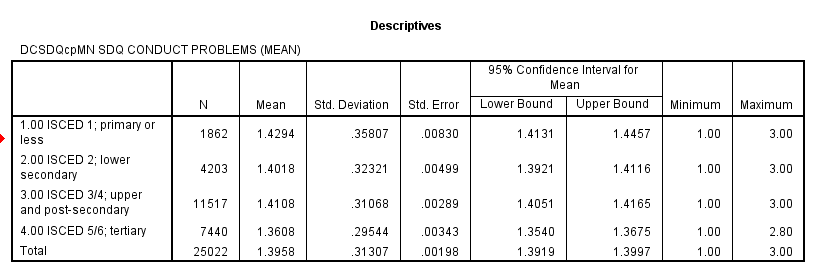 Descriptives
DCSDQcpMN SDQ CONDUCT PROBLEMS (MEAN)
95% Confidence Interval for Mean
N Mean Std. Deviation Std. Error Lower Bound Upper Bound Minimum Maximum
1.00 ISCED 1; primary or less 1862 1.4294 .35807 .00830 1.4131 1.4457 1.00 3.00
2.00 ISCED 2; lower secondary 4203 1.4018 .32321 .00499 1.3921 1.4116 1.00 3.00
3.00 ISCED 3/4; upper and post-secondary 11517 1.4108 .31068 .00289 1.4051 1.4165 1.00 3.00
4.00 ISCED 5/6; tertiary 7440 1.3608 .29544 .00343 1.3540 1.3675 1.00 2.80
Total 25022 1.3958 .31307 .00198 1.3919 1.3997 1.00 3.00